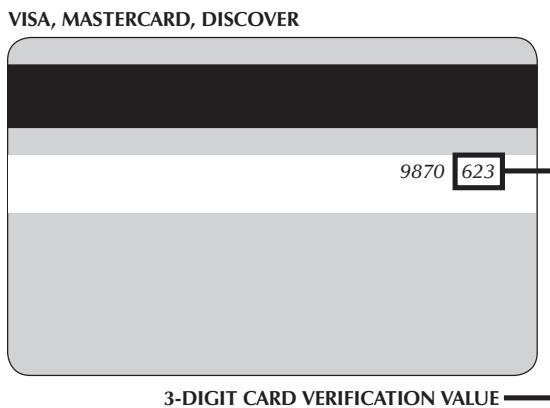 VISA, MASTERCARD, DISCOVER
9870 623
3-DIGIT CARD VERIFICATION VALUE